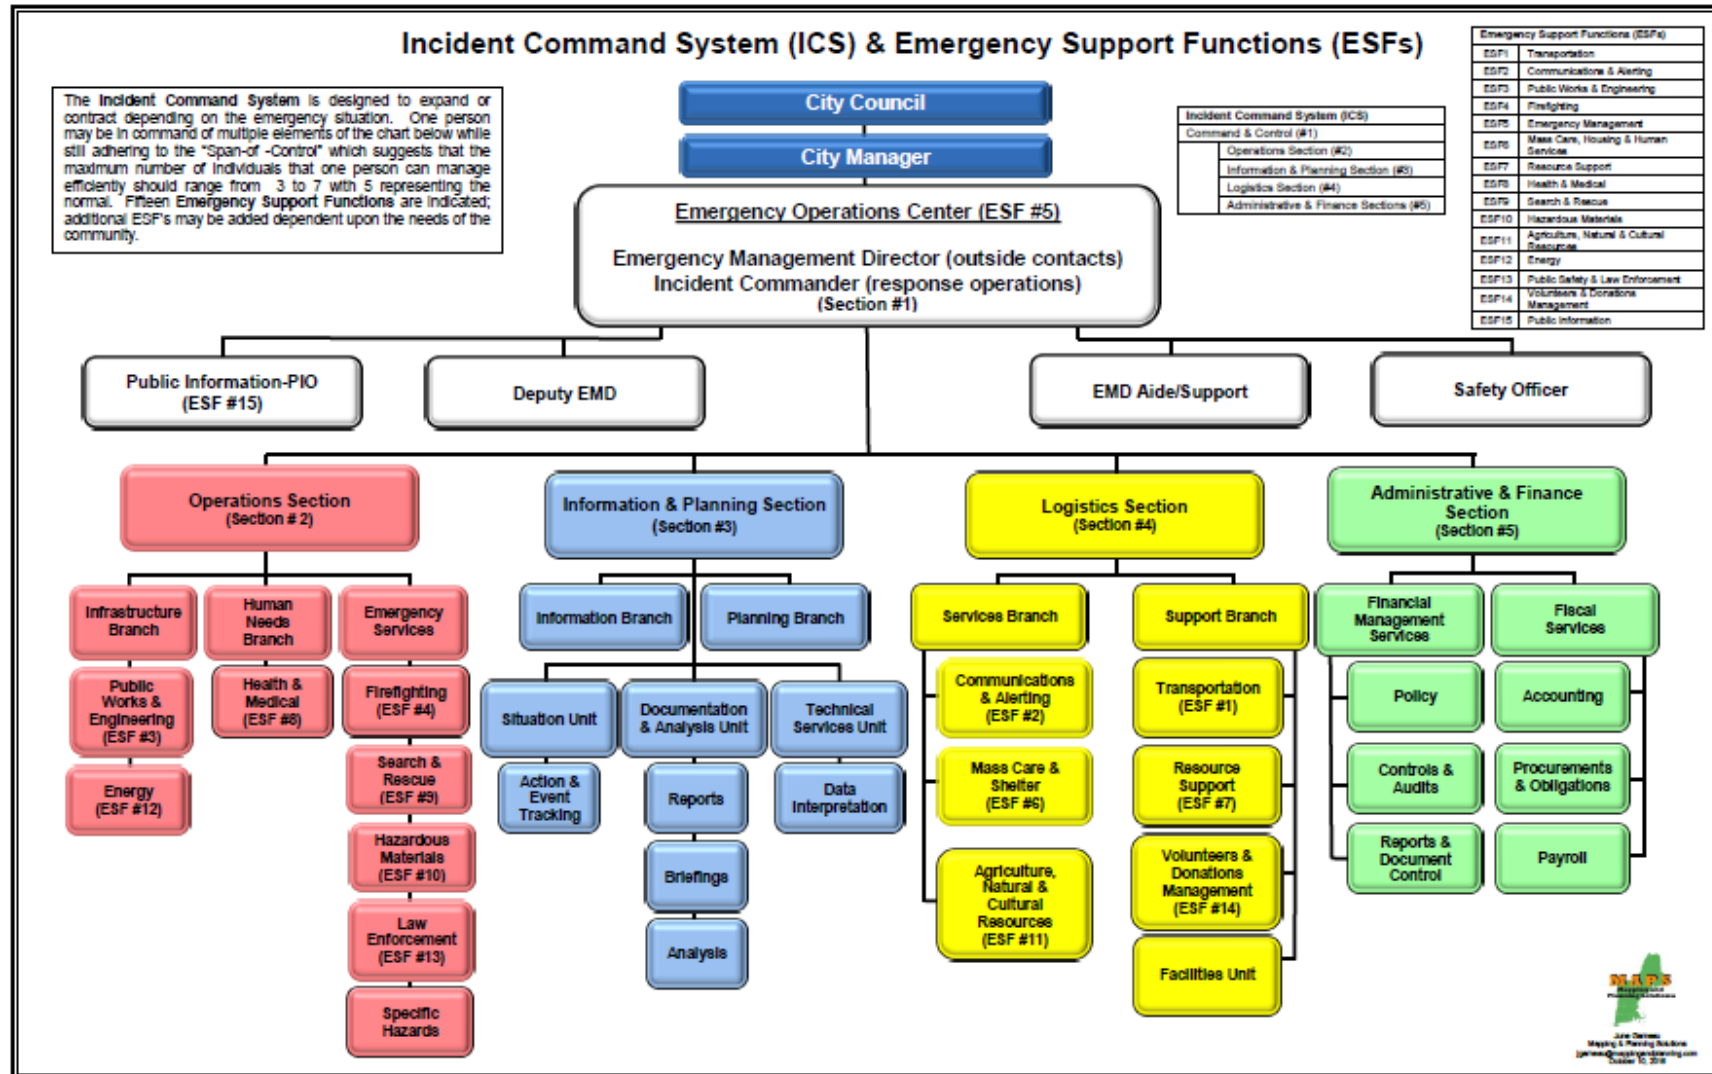 Incident Command System (ICS) & Emergency Support Functions (ESFs)
The Incident Command System is designed to expand or
contract depending on the emergency situation.  One person
may be in command of multiple elements of the chart below while
still adhering to the "Span-of -Control" which suggests that the
maximum number of individuals that one person can manage
efficiently should range from  3 to 7 with 5 representing the
normal.  Fifteen Emergency Support Functions are indicated;
additional ESF's may be added dependent upon the needs of the
community.
City Council
City Manager
Emergency Operations Center (ESF #5)
Emergency Management Director (outside contacts)
Incident Commander (response operations)
(Section #1)
Incident Command System (ICS)
Command & Control (#1)
Operations Section (#2)
Information & Planning Section (#3)
Logistics Section (#4)
Administrative & Finance Sections (#5)
Emergency Support Functions (ESFs)
ESF1 Transportation
ESF2 Communications & Alerting
ESF3 Public Works & Engineering
ESF4 Firefighting
ESF5 Emergency Management
ESF6 Mass Care, Housing & Human
Services
ESF7 Resource Support
ESF8 Health & Medical
ESF9 Search & Rescue
ESF10 Hazardous Materials
ESF11 Agriculture, Natural & Cultural
Resources
ESF12 Energy
ESF13 Public Safety & Law Enforcement
ESF14 Volunteers & Donations
Management
ESF15 Public Information
Public Information-PIO
(ESF #15)
Deputy EMD
EMD Aide/Support
Safety Officer
Operations Section
(Section # 2)
Information & Planning Section
(Section #3)
Logistics Section
(Section #4)
Administrative & Finance
Section
(Section #5)
Infrastructure
Branch
Human
Needs
Branch
Emergency
Services
Public
Works &
Engineering
(ESF #3)
Health &
Medical
(ESF #8)
Firefighting
(ESF #4)
Energy
(ESF #12)
Search &
Rescue
(ESF #9)
Hazardous
Materials
(ESF #10)
Law
Enforcement
(ESF #13)
Specific
Hazards
Information Branch
Planning Branch
Situation Unit
Documentation
& Analysis Unit
Technical
Services Unit
Action &
Event
Tracking
Reports
Data
Interpretation
Briefings
Analysis
Services Branch
Support Branch
Communications
& Alerting
(ESF #2)
Transportation
(ESF #1)
Mass Care &
Shelter
(ESF #6)
Resource
Support
(ESF #7)
Agriculture,
Natural &
Cultural
Resources
(ESF #11)
Volunteers &
Donations
Management
(ESF #14)
Facilities Unit
Financial
Management
Services
Fiscal
Services
Policy
Accounting
Controls &
Audits
Procurements
& Obligations
Reports &
Document
Control
Payroll
MAPS
Mapping and
Planning Solutions
June Garneau
Mapping & Planning Solutions
jgarneau@mappingandplanning.com